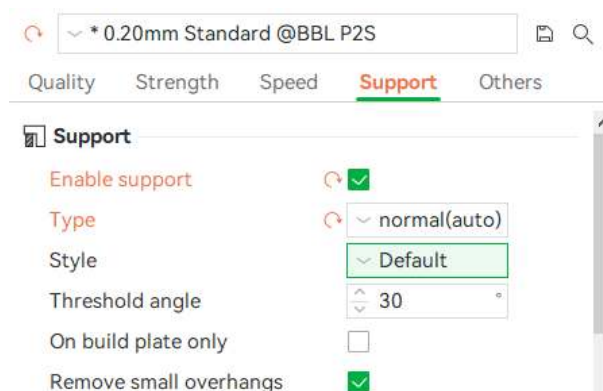 * 0.20mm Standard @BBL P2S
Quality Strength Speed Support Others
Support
Enable support
Type normal(auto)
Style Default
Threshold angle 30 °
On build plate only
Remove small overhangs